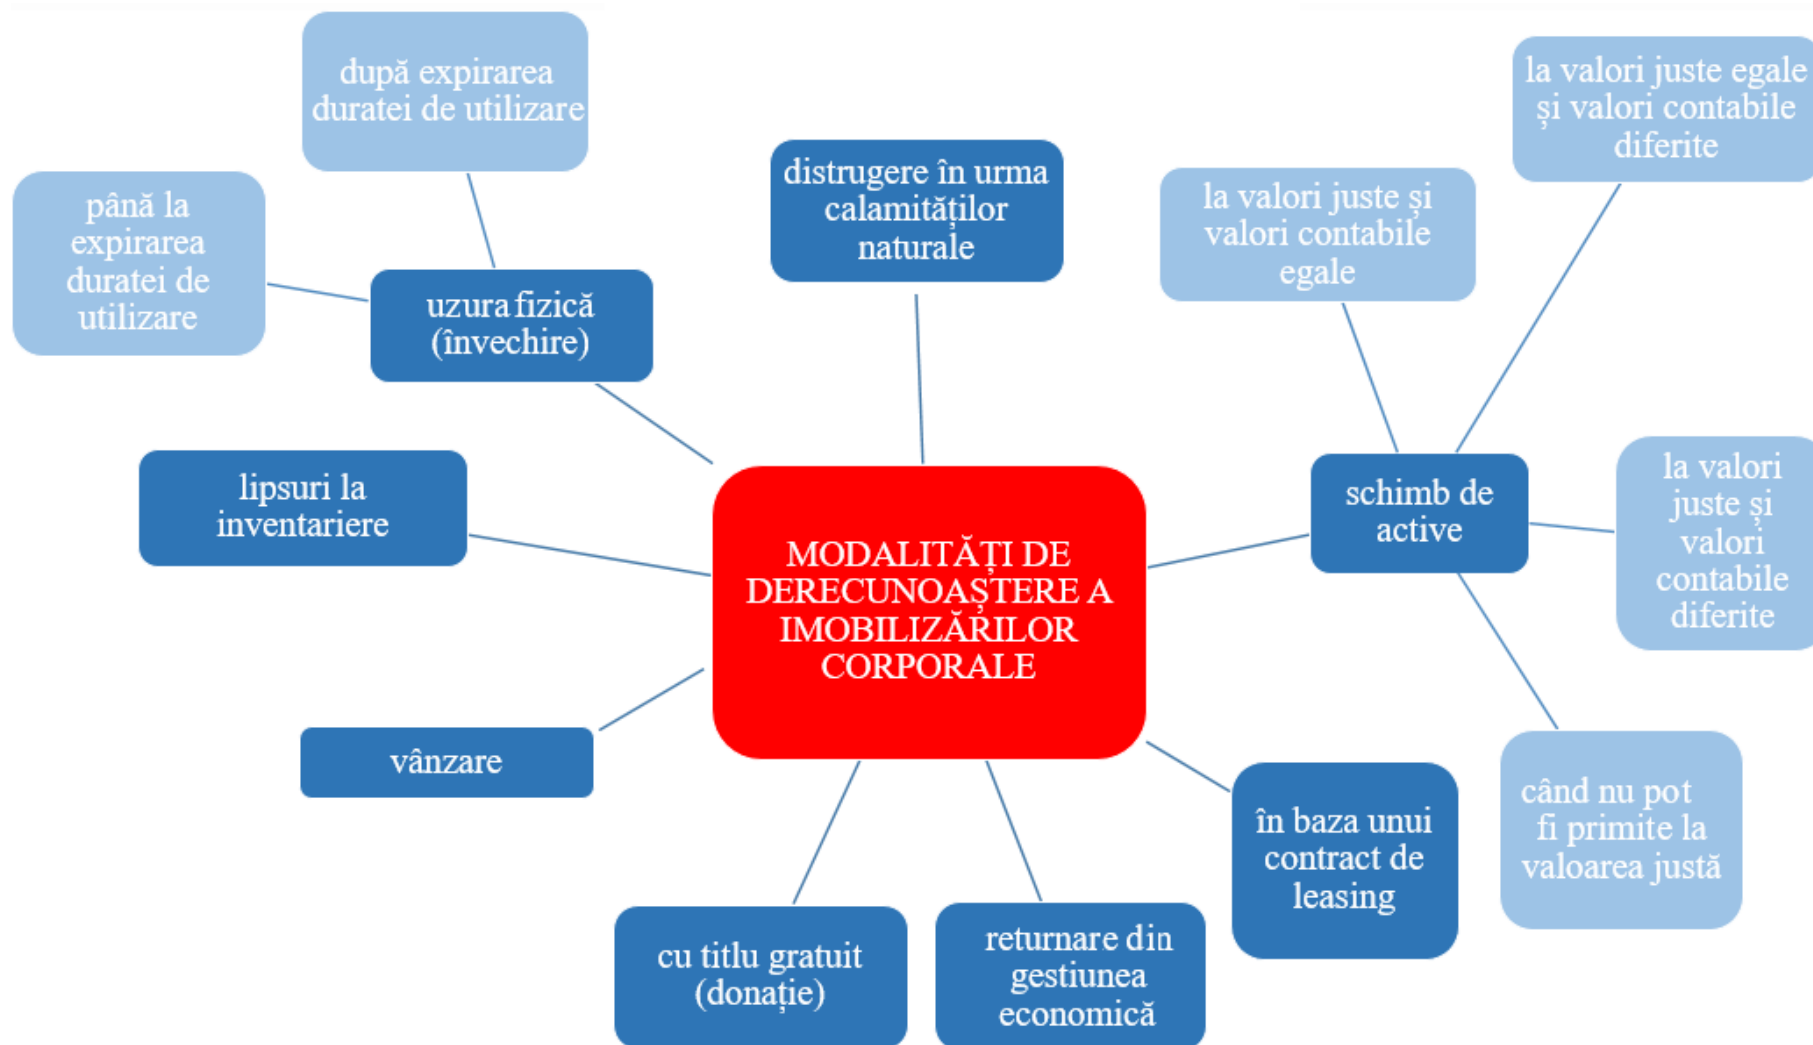 după expirarea
duratei de utilizare
până la
expirarea
duratei de
utilizare
uzura fizică
(învechire)
distrugere în urma
calamităților
naturale
la valori juste și
valori contabile
egale
la valori juste egale
și valori contabile
diferite
lipsuri la
inventariere
MODALITĂȚI DE
DERECUNOAȘTERE A
IMOBILIZĂRILOR
CORPORALE
schimb de
active
la valori
juste și
valori
contabile
diferite
vânzare
cu titlu gratuit
(donație)
returnare din
gestiunea
economică
în baza unui
contract de
leasing
când nu pot
fi primite la
valoarea justă